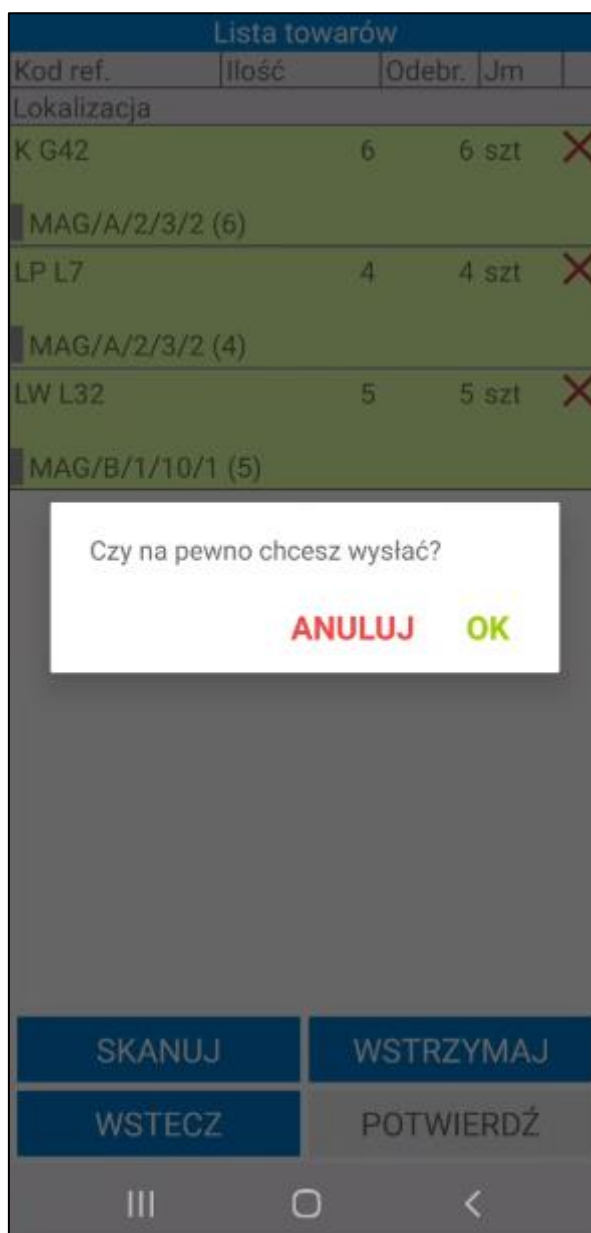 Lista towarów
Kod ref. Ilość Odebr. Jm
Lokalizacja
K G42 6 6 szt
MAG/A/2/3/2 (6)
LP L7 4 4 szt
MAG/A/2/3/2 (4)
LW L32 5 5 szt
MAG/B/1/10/1 (5)
Czy na pewno chcesz wysłać?
ANULUJ OK
SKANUJ WSTRZYMAJ
WSTECZ POTWIERDŹ